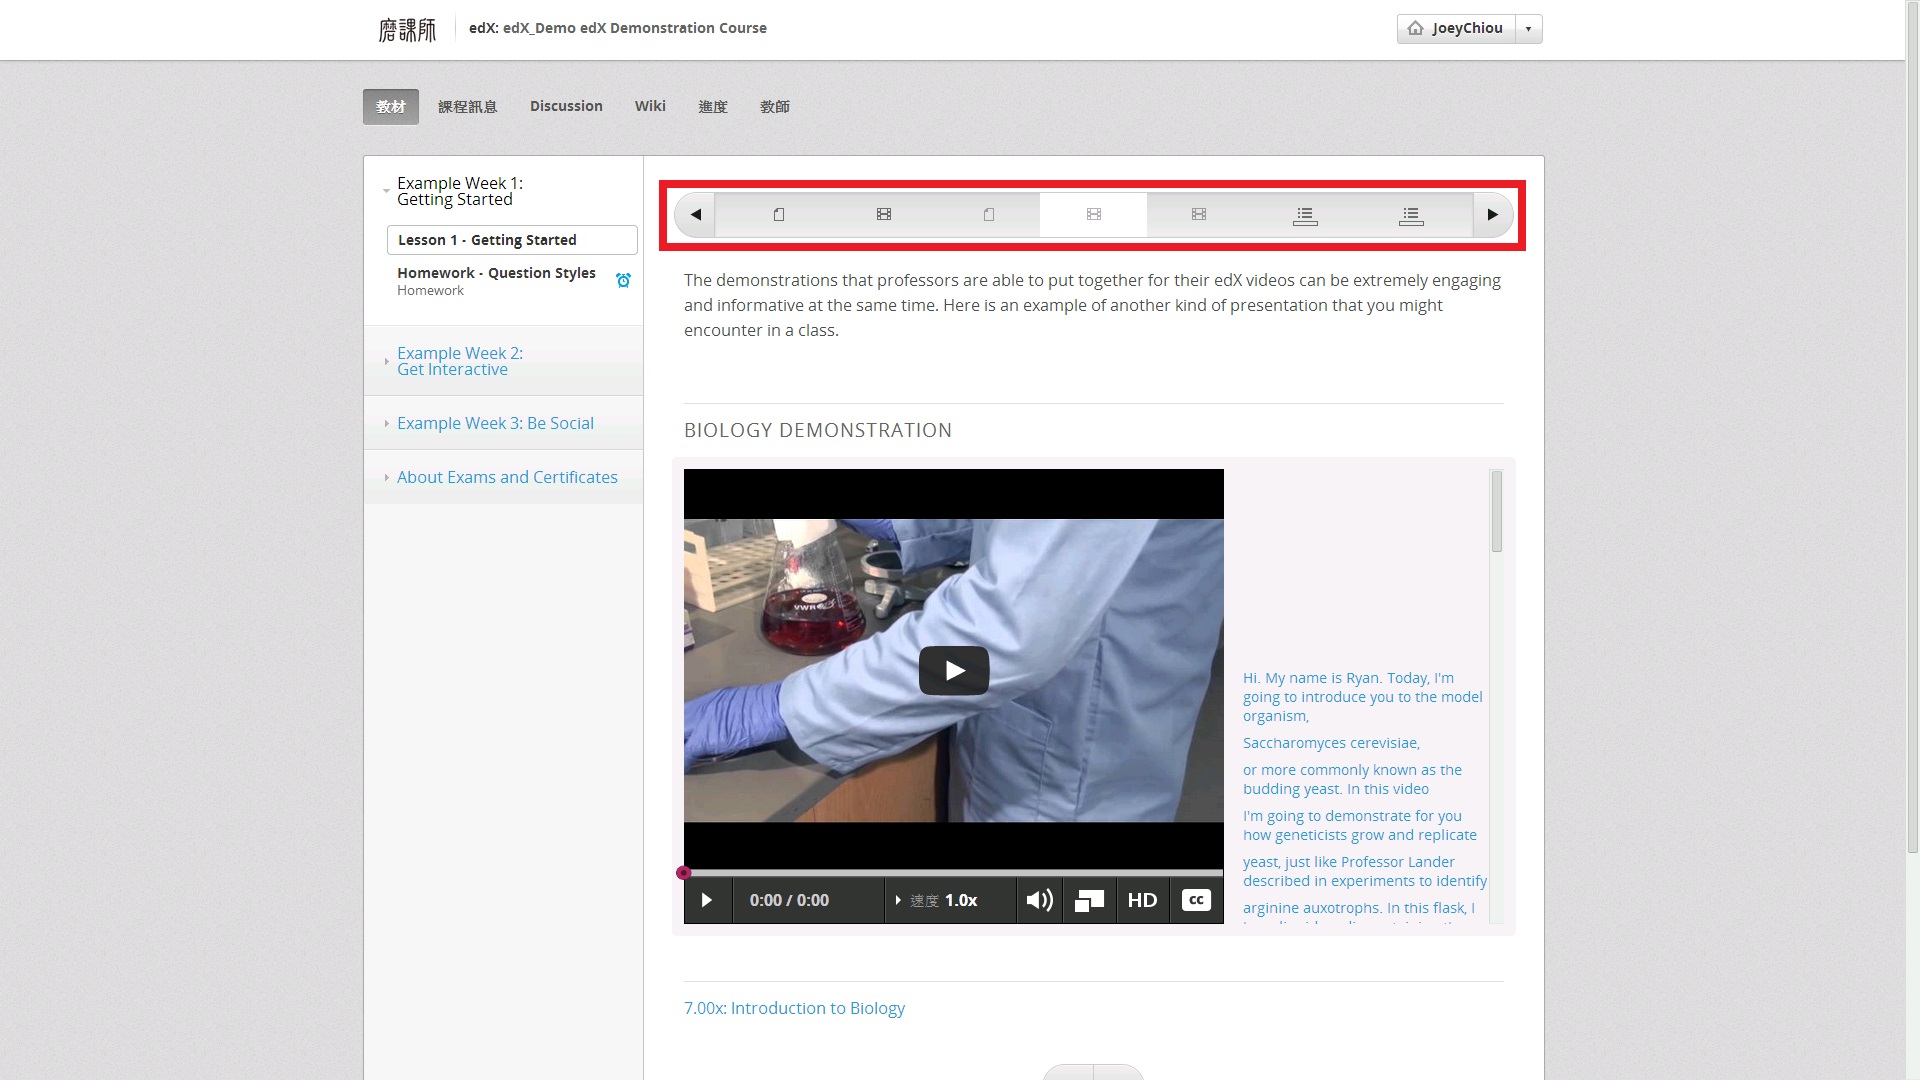 磨課師
edX: edX_Demo edX Demonstration Course
JoeyChiou
教材
課程訊息
Discussion
Wiki
進度
教師
Example Week 1:
Getting Started
Lesson 1 - Getting Started
Homework - Question Styles
Homework
Example Week 2:
Get Interactive
Example Week 3: Be Social
About Exams and Certificates
The demonstrations that professors are able to put together for their edX videos can be extremely engaging
and informative at the same time. Here is an example of another kind of presentation that you might
encounter in a class.
BIOLOGY DEMONSTRATION
VWR
Hi. My name is Ryan. Today, I'm
going to introduce you to the model
organism,
Saccharomyces cerevisiae,
or more commonly known as the
budding yeast. In this video
I'm going to demonstrate for you
how geneticists grow and replicate
yeast, just like Professor Lander
described in experiments to identify
arginine auxotrophs. In this flask, I
0:00 / 0:00
速度 1.0x
HD
cc
7.00x: Introduction to Biology